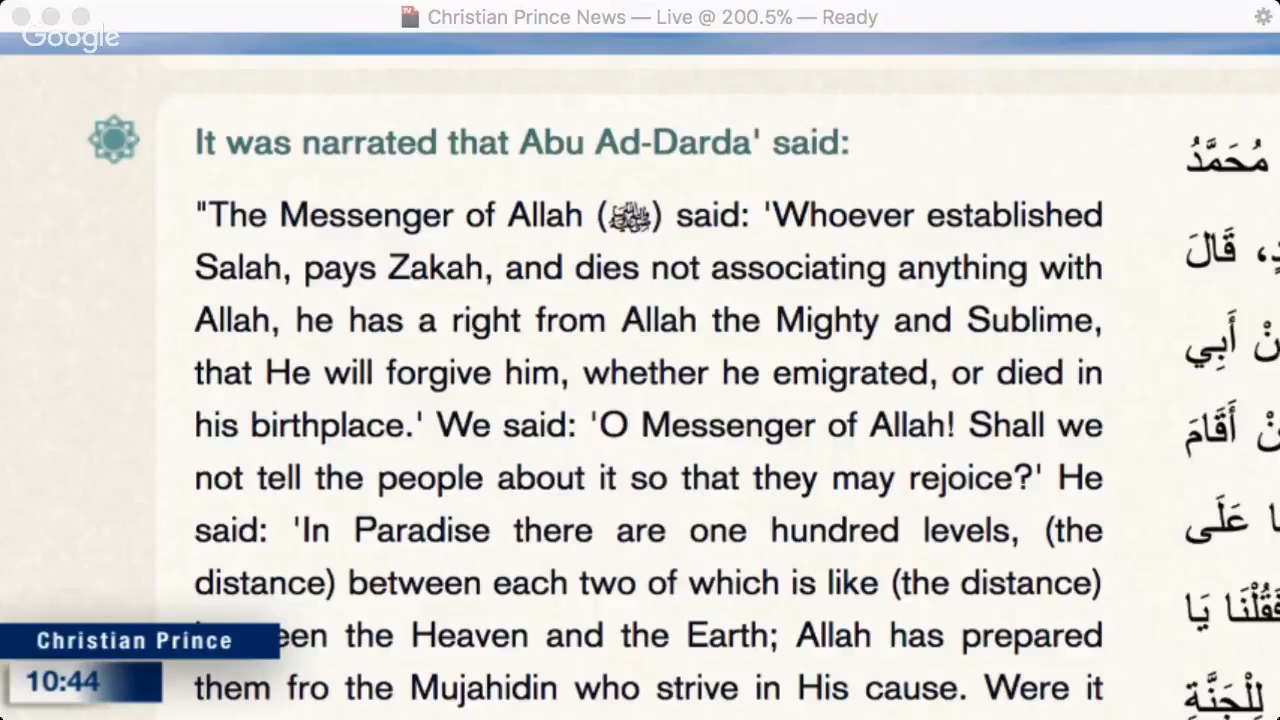 Christian Prince News — Live @ 200.5% — Ready
Google
It was narrated that Abu Ad-Darda' said:
"The Messenger of Allah (ﷺ) said: 'Whoever established
Salah, pays Zakah, and dies not associating anything with
Allah, he has a right from Allah the Mighty and Sublime,
that He will forgive him, whether he emigrated, or died in
his birthplace.' We said: 'O Messenger of Allah! Shall we
not tell the people about it so that they may rejoice?' He
said: 'In Paradise there are one hundred levels, (the
distance) between each two of which is like (the distance)
een the Heaven and the Earth; Allah has prepared
them fro the Mujahidin who strive in His cause. Were it
مُحَمَّدُ
قَالَ
أَبِي
أَقَامَ
عَلَى
فَقُلْنَا يَا
لِلْجَنَّةِ
Christian Prince
10:44